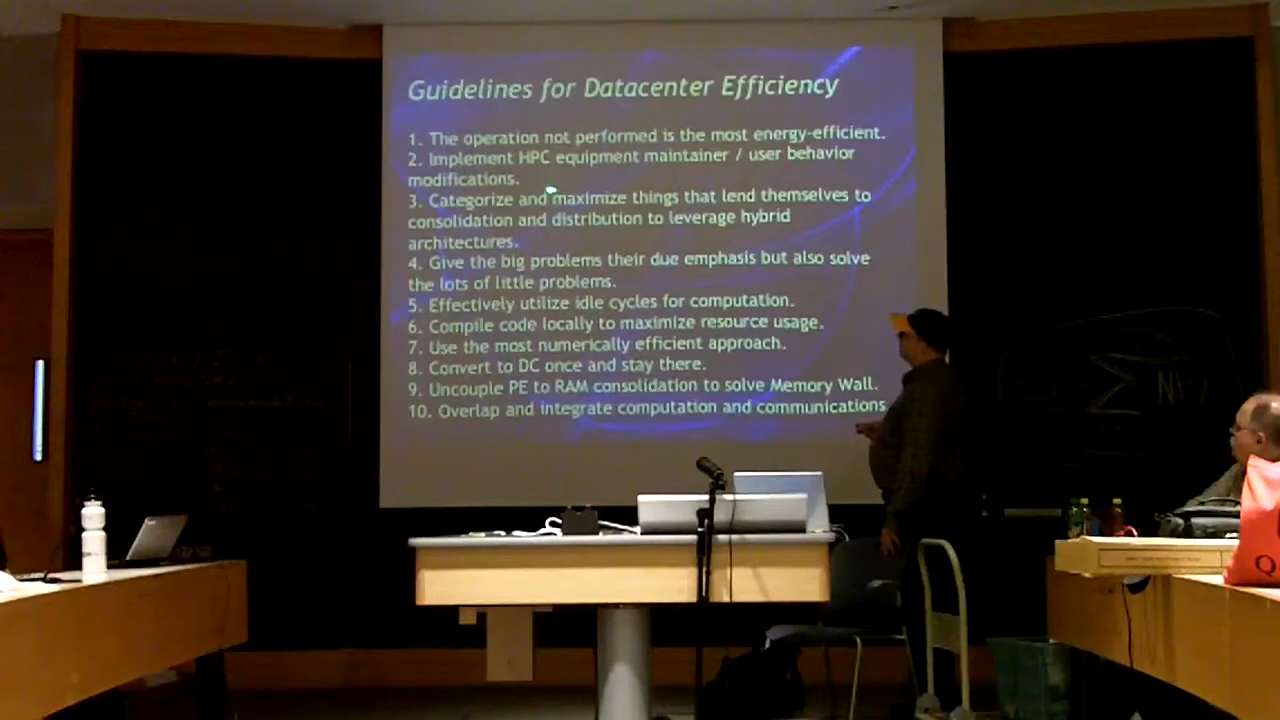 Guidelines for Datacenter Efficiency
1. The operation not performed is the most energy-efficient.
2. Implement HPC equipment maintainer / user behavior
modifications.
3. Categorize and maximize things that lend themselves to
consolidation and distribution to leverage hybrid
architectures.
4. Give the big problems their due emphasis but also solve
the lots of little problems.
5. Effectively utilize idle cycles for computation.
6. Compile code locally to maximize resource usage.
7. Use the most numerically efficient approach.
8. Convert to DC once and stay there.
9. Uncouple PE to RAM consolidation to solve Memory Wall.
10. Overlap and integrate computation and communications
Σ
Q